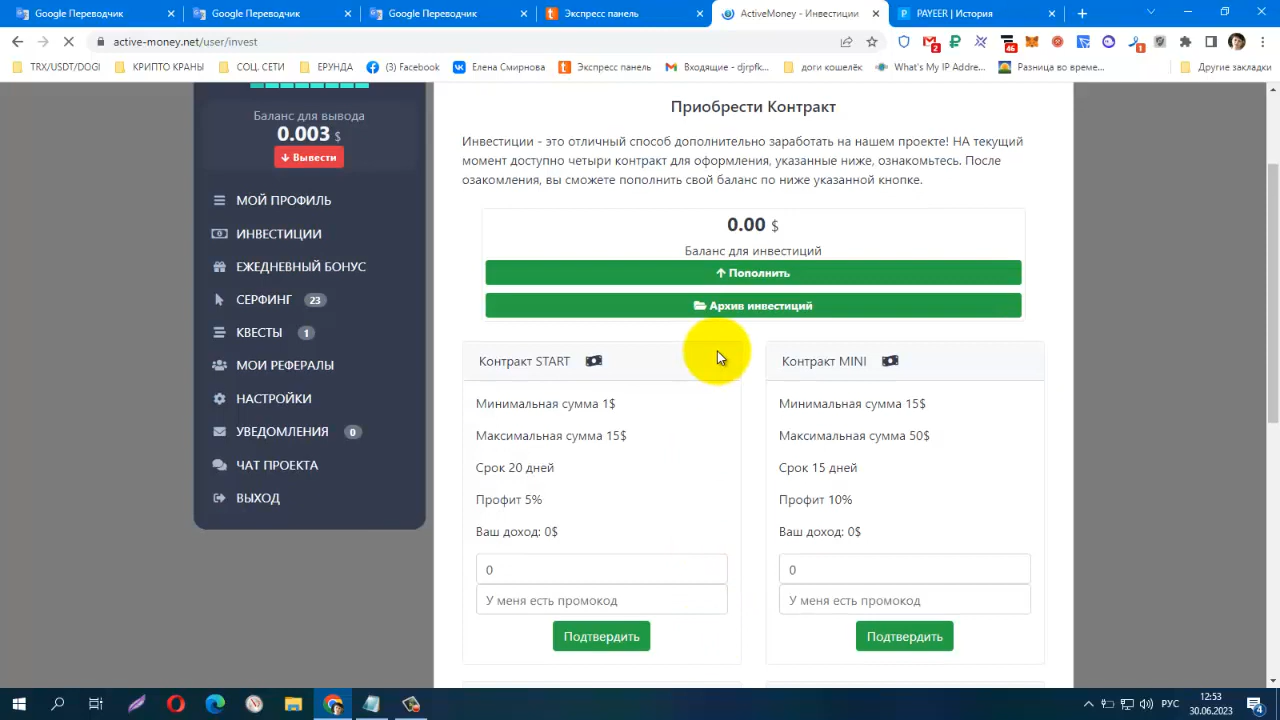 Google Переводчик
Google Переводчик
Google Переводчик
Экспресс панель
ActiveMoney - Инвестиции
PAYEER | История
active-money.net/user/invest
2
46
1
TRX/USDT/DOGI
КРИПТО КРАНЫ
СОЦ. СЕТИ
ЕРУНДА
(3) Facebook
Елена Смирнова
Экспресс панель
Входящие - djrpfk...
доги кошелёк
What's My IP Addre...
Разница во време...
Другие закладки
Баланс для вывода
0.003 $
Вывести
МОЙ ПРОФИЛЬ
ИНВЕСТИЦИИ
ЕЖЕДНЕВНЫЙ БОНУС
СЕРФИНГ 23
КВЕСТЫ 1
МОИ РЕФЕРАЛЫ
НАСТРОЙКИ
УВЕДОМЛЕНИЯ 0
ЧАТ ПРОЕКТА
ВЫХОД
Приобрести Контракт
Инвестиции - это отличный способ дополнительно заработать на нашем проекте! НА текущий
момент доступно четыри контракт для оформления, указанные ниже, ознакомьтесь. После
озакомления, вы сможете пополнить свой баланс по ниже указанной кнопке.
0.00 $
Баланс для инвестиций
Пополнить
Архив инвестиций
Контракт START
Минимальная сумма 1$
Максимальная сумма 15$
Срок 20 дней
Профит 5%
Ваш доход: 0$
0
У меня есть промокод
Подтвердить
Контракт MINI
Минимальная сумма 15$
Максимальная сумма 50$
Срок 15 дней
Профит 10%
Ваш доход: 0$
0
У меня есть промокод
Подтвердить
РУС
12:53
30.06.2023
4